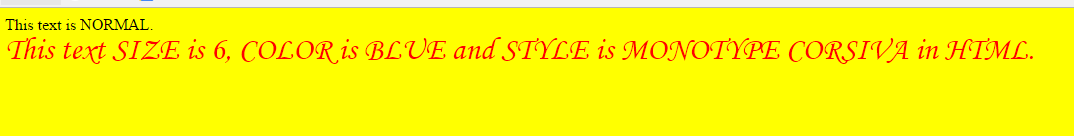 This text is NORMAL.
This text SIZE is 6, COLOR is BLUE and STYLE is MONOTYPE CORSIVA in HTML.